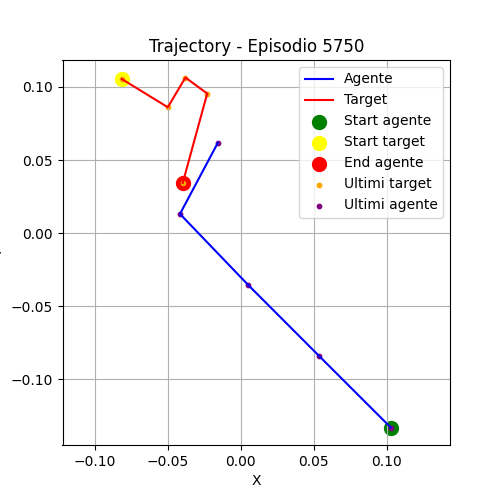 Trajectory - Episodio 5750
Agente
Target
Start agente
Start target
End agente
Ultimi target
Ultimi agente
0.10
0.05
0.00
−0.05
−0.10
−0.10
−0.05
0.00
0.05
0.10
X